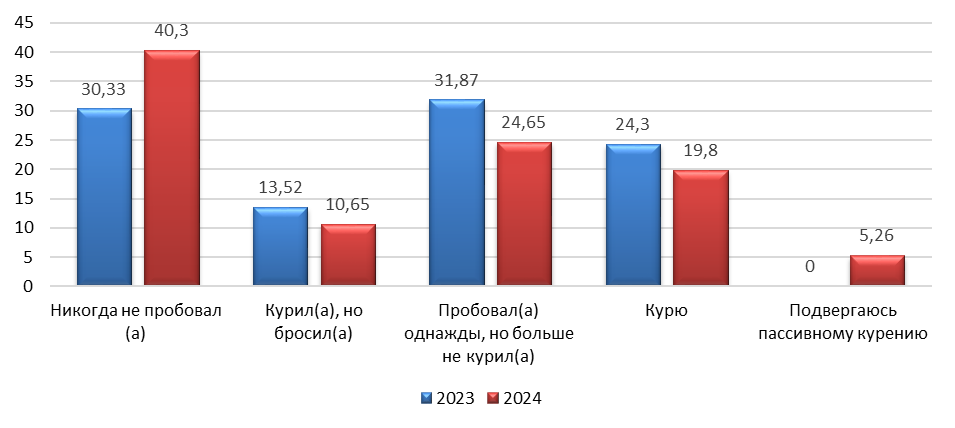 45
40
35
30
25
20
15
10
5
0
30,33
40,3
13,52
10,65
31,87
24,65
24,3
19,8
0
5,26
Никогда не пробовал
(а)
Курил(а), но
бросил(а)
Пробовал(а)
однажды, но больше
не курил(а)
Курю
Подвергаюсь
пассивному курению
2023
2024